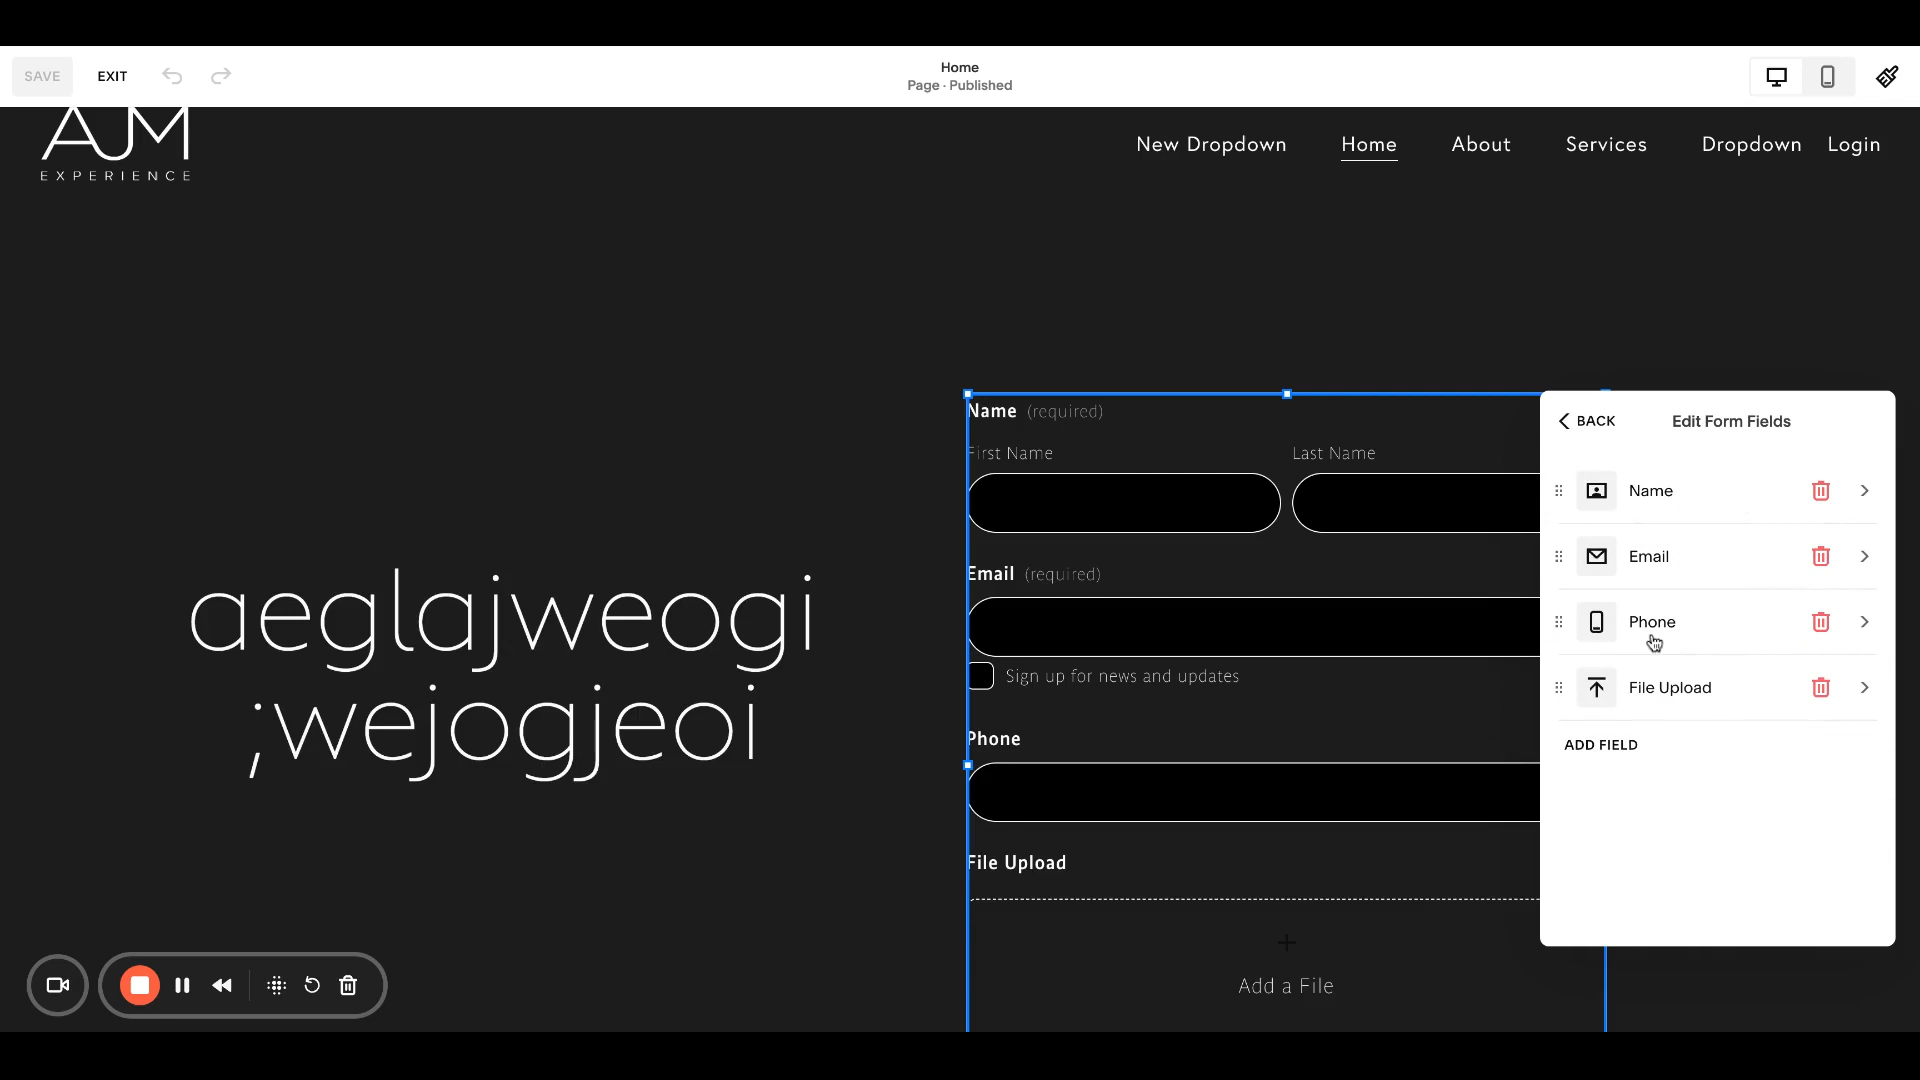 SAVE
EXIT
Home
Page · Published
AJM
EXPERIENCE
New Dropdown
Home
About
Services
Dropdown
Login
aeglajweogi
;wejogjeoi
Name (required)
First Name
Last Name
Email (required)
Sign up for news and updates
Phone
File Upload
+
Add a File
BACK
Edit Form Fields
Name
Email
Phone
File Upload
ADD FIELD